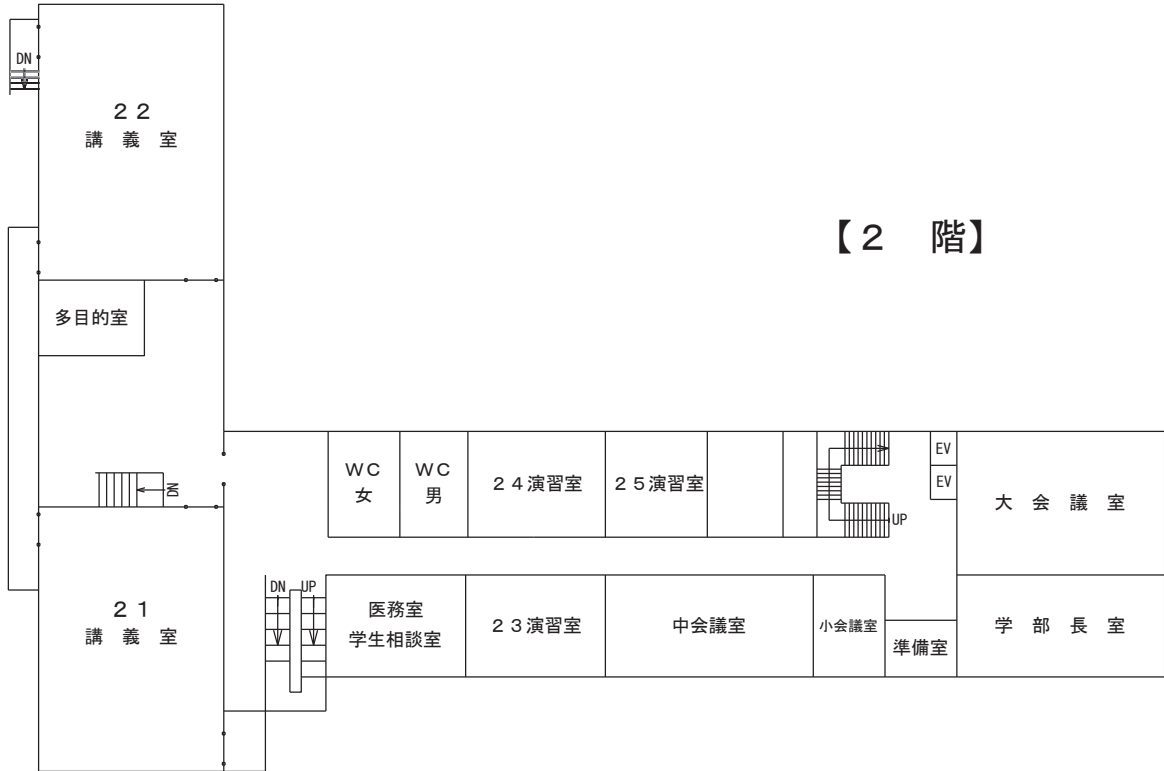 DN
２２
講 義 室
【２ 階】
多目的室
WC
女
WC
男
２４演習室
２５演習室
EV
EV
大 会 議 室
DN
UP
２１
講 義 室
DN
UP
医務室
学生相談室
２３演習室
中会議室
小会議室
準備室
学 部 長 室